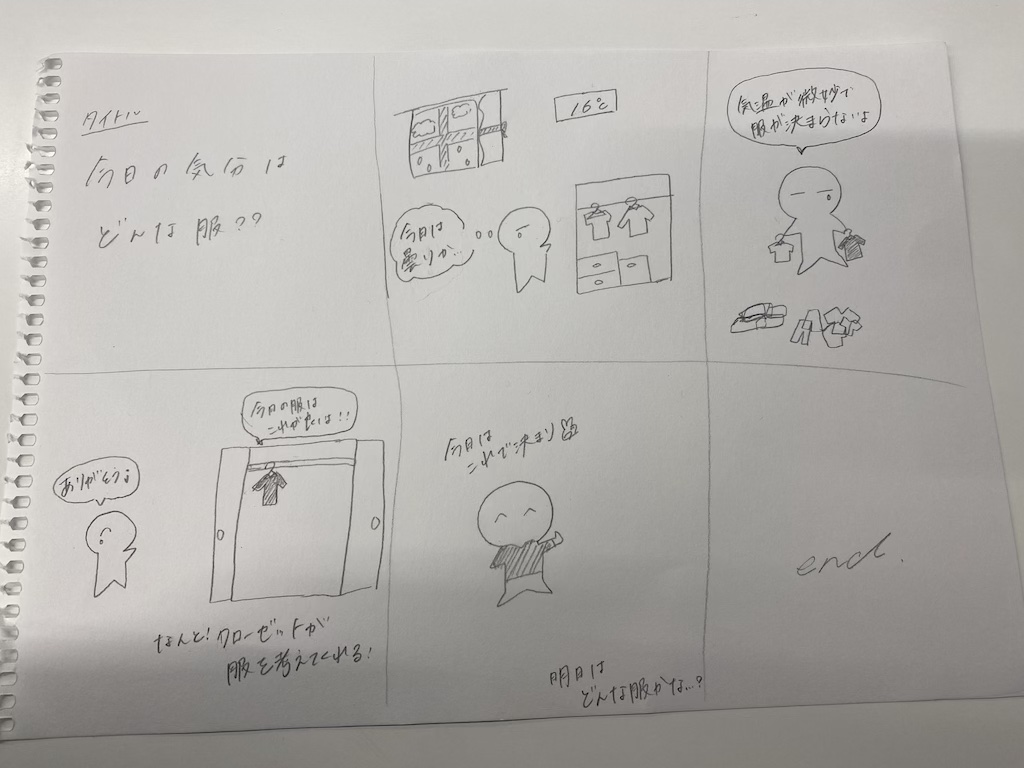 タイトル
今日の気分は
どんな服??
16℃
今日は
曇りか..
気温が微妙で
服が決まらないよ
今日の服は
これが良いよ!!
ありがとうよ
なんと!クローゼットが
服を考えてくれる!
今日は
これで決まり
明日は
どんな服かな...?
end.